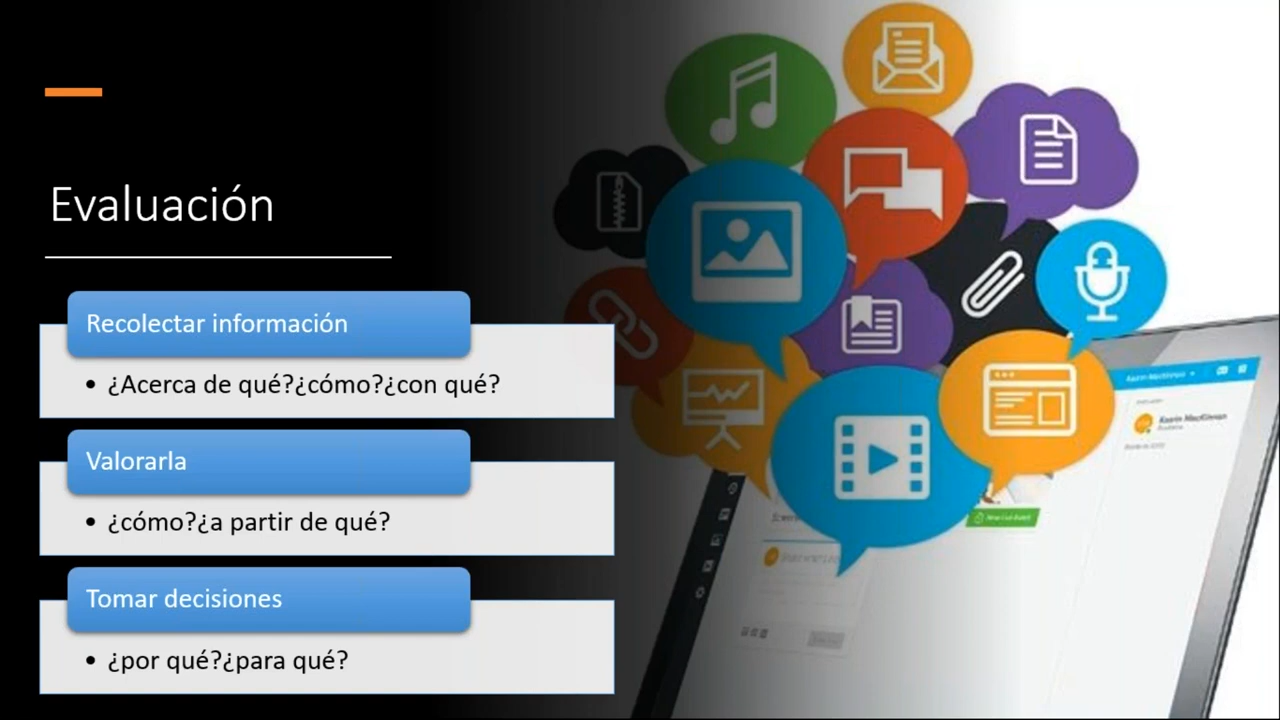 Evaluación
Recolectar información
• ¿Acerca de qué?¿cómo?¿con qué?
Valorarla
• ¿cómo?¿a partir de qué?
Tomar decisiones
• ¿por qué?¿para qué?